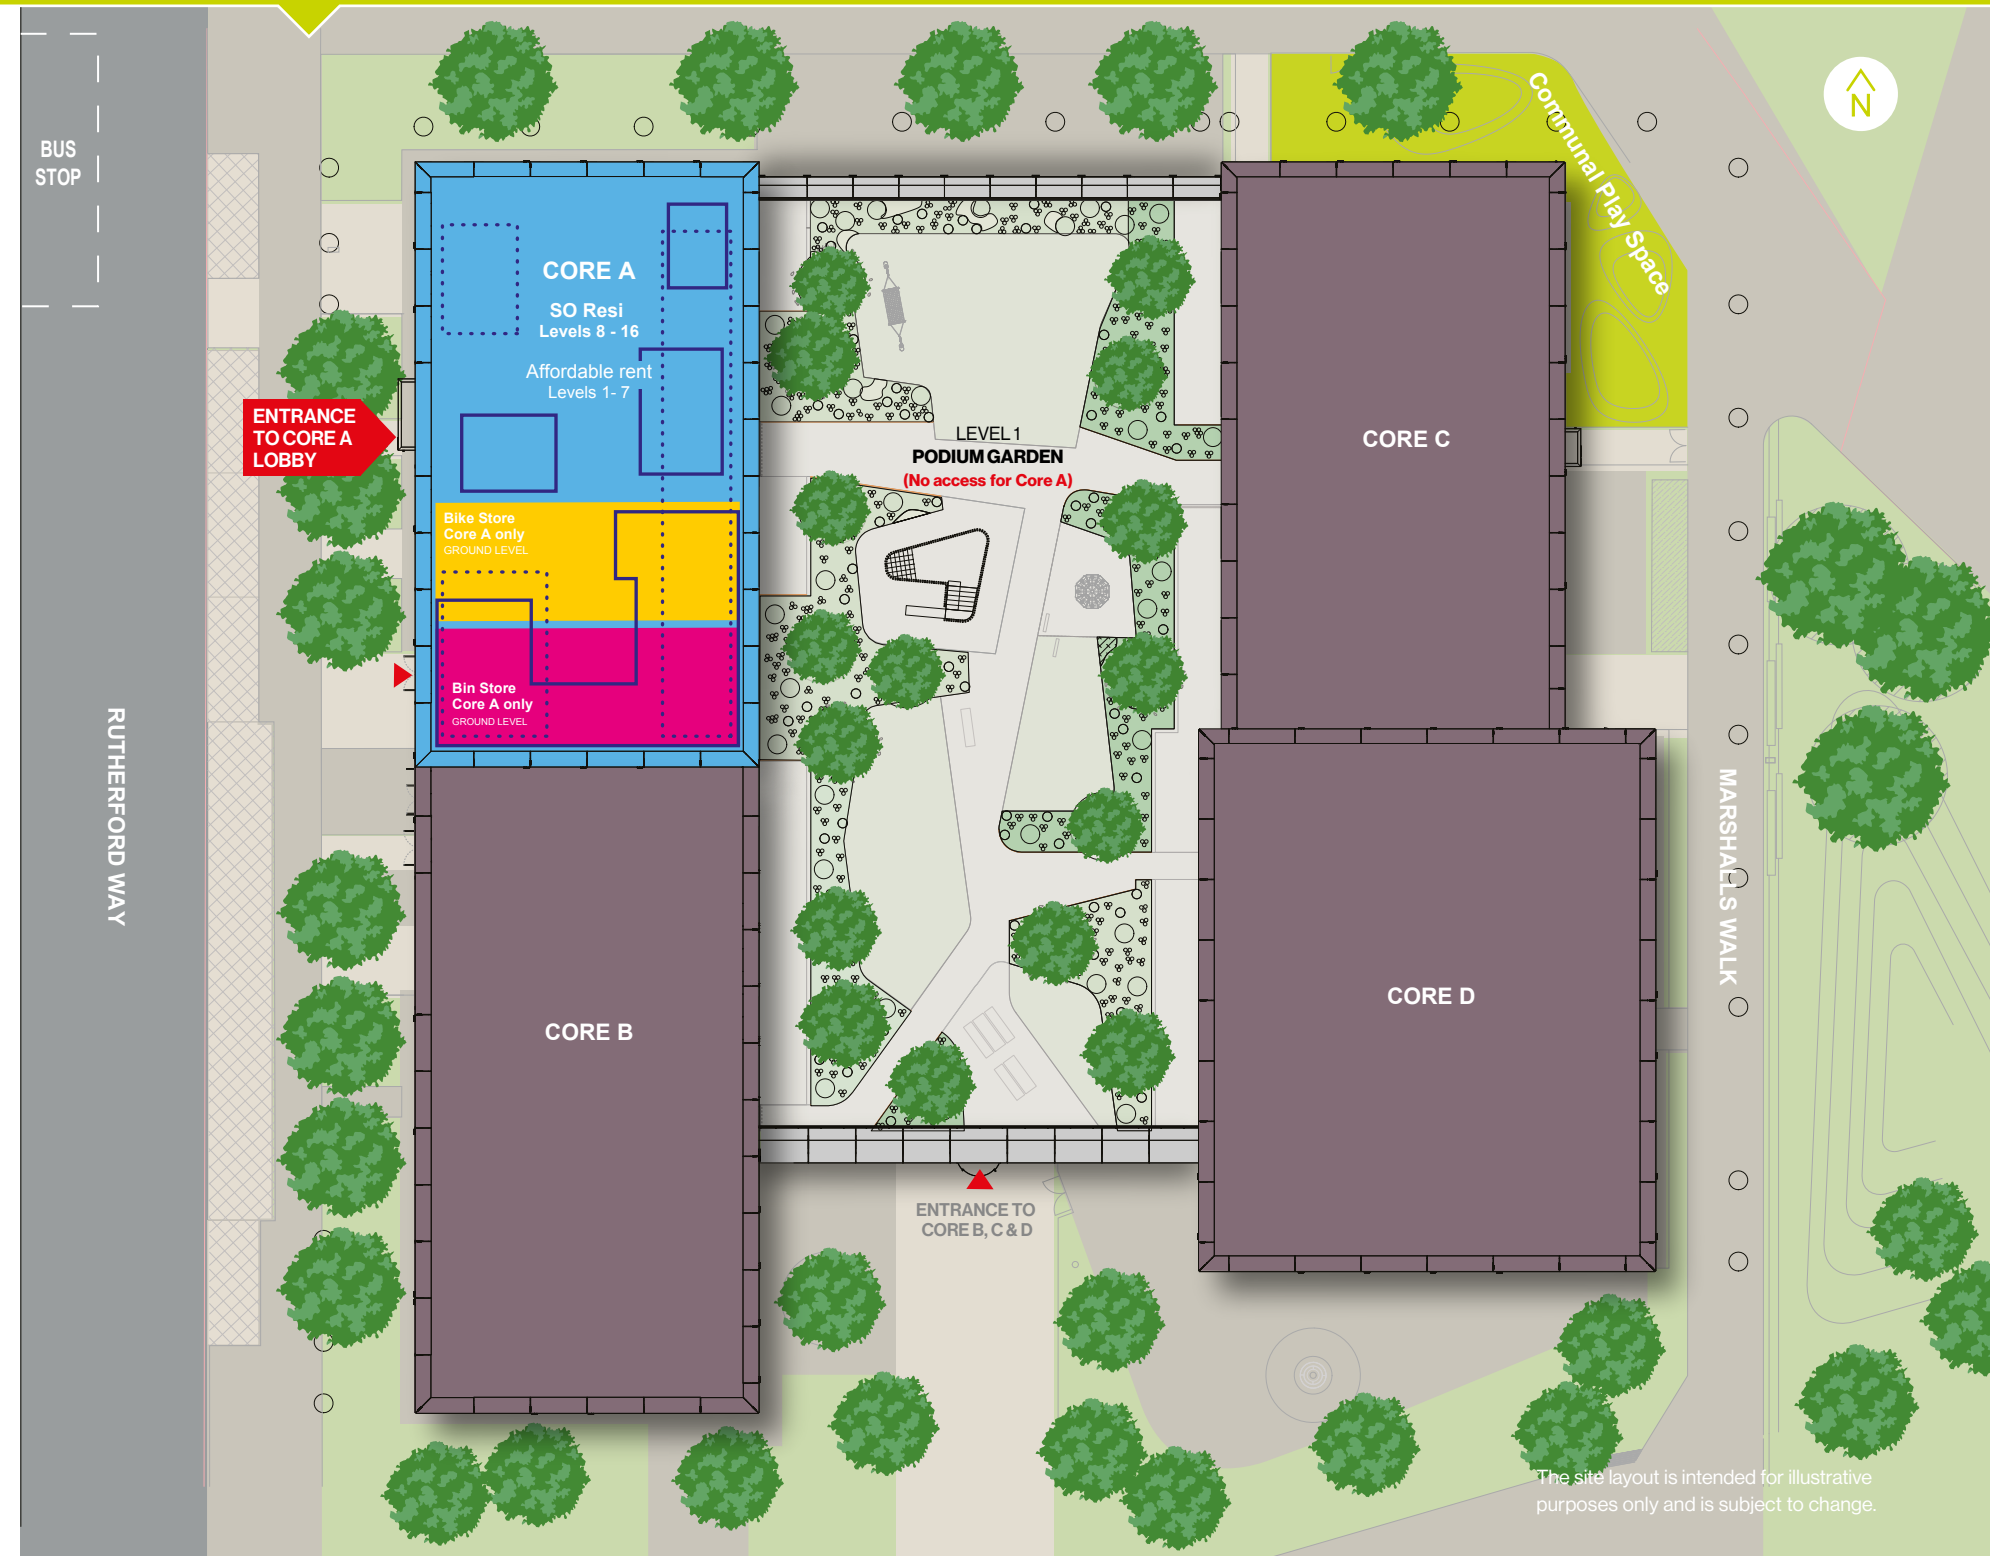 BUS
STOP
N
Communal Play Space
CORE A
SO Resi
Levels 8 - 16
Affordable rent
Levels 1- 7
ENTRANCE
TO CORE A
LOBBY
LEVEL 1
PODIUM GARDEN
(No access for Core A)
CORE C
Bike Store
Core A only
GROUND LEVEL
Bin Store
Core A only
GROUND LEVEL
RUTHERFORD WAY
MARSHALLS WALK
CORE D
CORE B
ENTRANCE TO
CORE B, C & D
The site layout is intended for illustrative
purposes only and is subject to change.